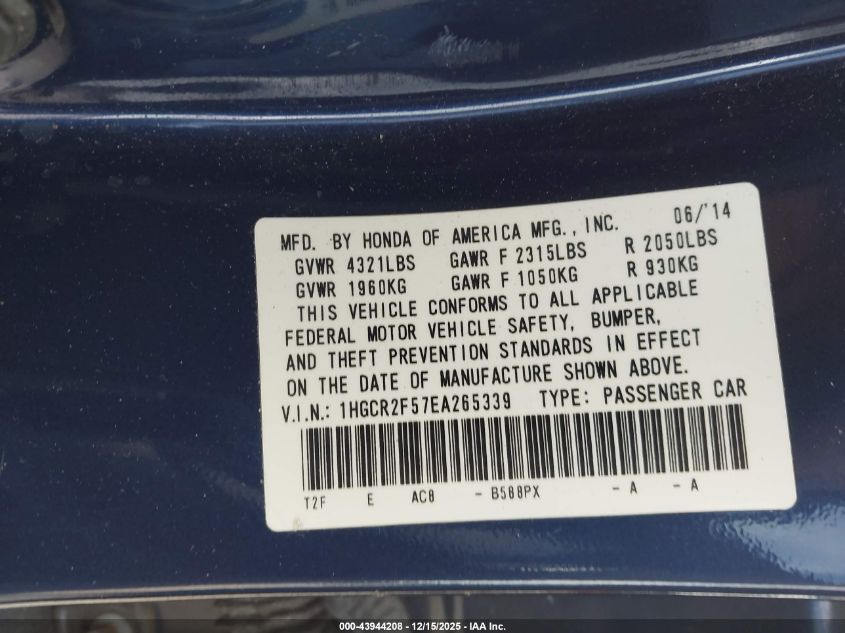 MFD. BY HONDA OF AMERICA MFG., INC. 06/'14
GVWR 4321LBS GAWR F 2315LBS R 2050LBS
GVWR 1960KG GAWR F 1050KG R 930KG
THIS VEHICLE CONFORMS TO ALL APPLICABLE
FEDERAL MOTOR VEHICLE SAFETY, BUMPER,
AND THEFT PREVENTION STANDARDS IN EFFECT
ON THE DATE OF MANUFACTURE SHOWN ABOVE.
V.I.N.: 1HGCR2F57EA265339 TYPE: PASSENGER CAR
T2F E AC8 - B588PX - A - A
000-43944208 - 12/15/2025 - IAA Inc.